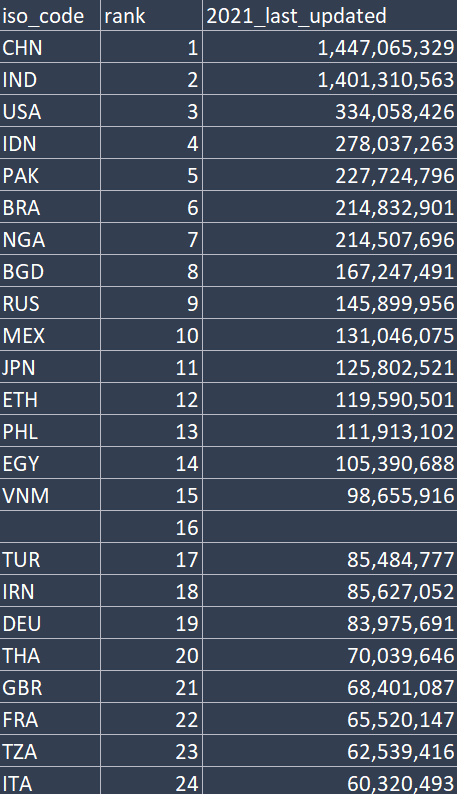 iso_code rank 2021_last_updated
CHN 1 1,447,065,329
IND 2 1,401,310,563
USA 3 334,058,426
IDN 4 278,037,263
PAK 5 227,724,796
BRA 6 214,832,901
NGA 7 214,507,696
BGD 8 167,247,491
RUS 9 145,899,956
MEX 10 131,046,075
JPN 11 125,802,521
ETH 12 119,590,501
PHL 13 111,913,102
EGY 14 105,390,688
VNM 15 98,655,916
16
TUR 17 85,484,777
IRN 18 85,627,052
DEU 19 83,975,691
THA 20 70,039,646
GBR 21 68,401,087
FRA 22 65,520,147
TZA 23 62,539,416
ITA 24 60,320,493